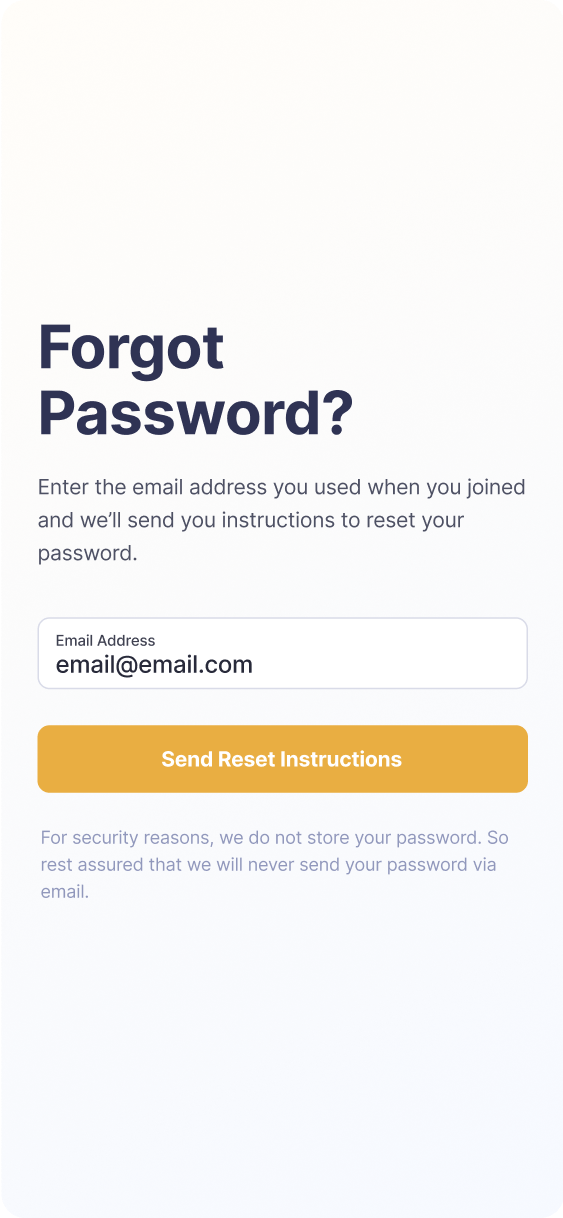 Forgot
Password?
Enter the email address you used when you joined
and we’ll send you instructions to reset your
password.
Email Address
email@email.com
Send Reset Instructions
For security reasons, we do not store your password. So
rest assured that we will never send your password via
email.